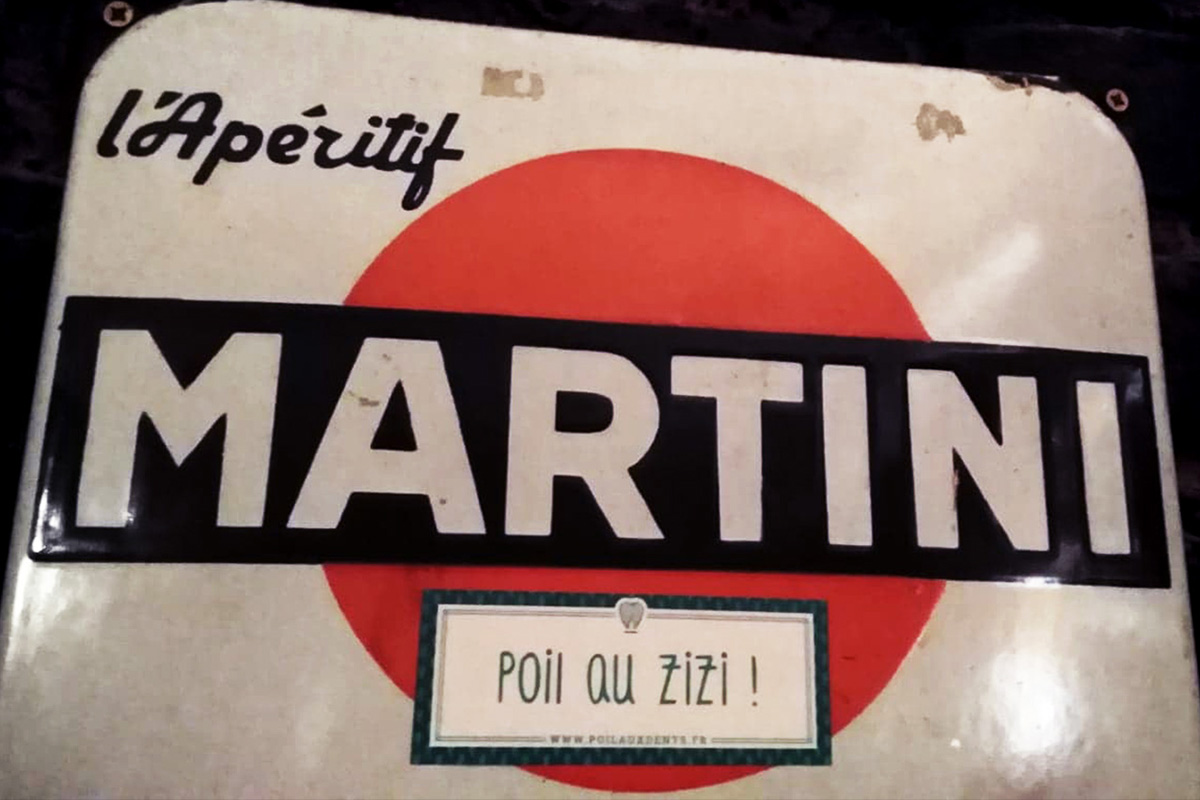 l'Apéritif
MARTINI
POil au ZiZi !
WWW.POILAUXDENTS.FR